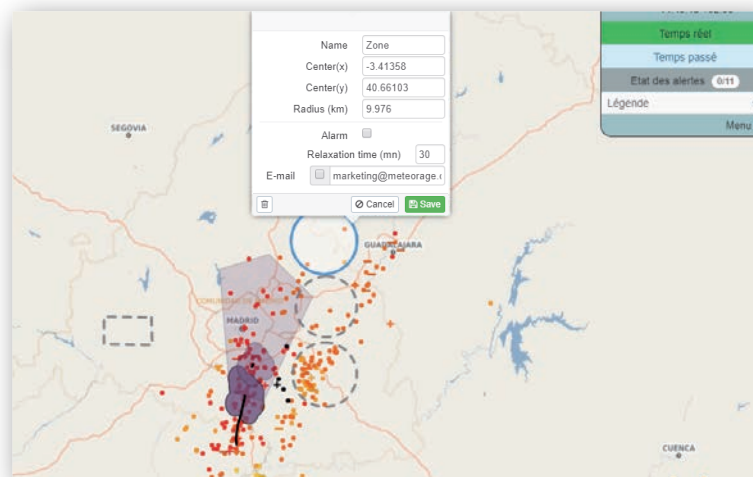 Name Zone
Center(x) -3.41358
Center(y) 40.66103
Radius (km) 9.976
Alarm
Relaxation time (mn) 30
E-mail marketing@meteorage.c
Cancel Save
Temps réel
Temps passé
Etat des alertes 0/11
Légende
Menu
SEGOVIA
GUADALAJARA
MADRID
CUENCA